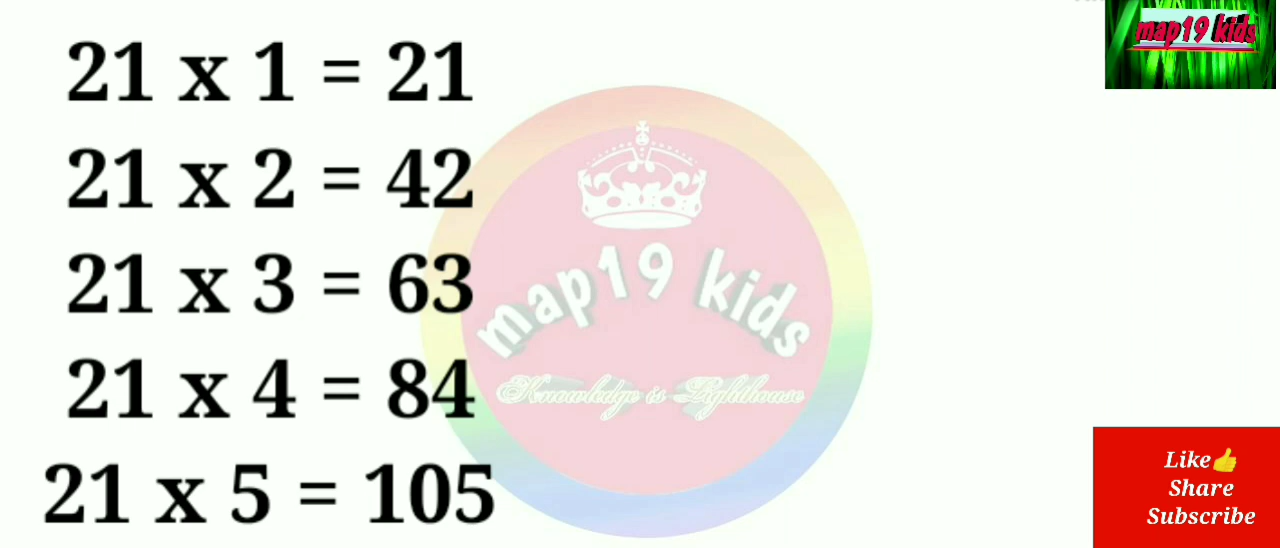 21 x 1 = 21
21 x 2 = 42
21 x 3 = 63
21 x 4 = 84
21 x 5 = 105
map19 kids
map19 kids
Knowledge is Lighthouse
Like👍
Share
Subscribe